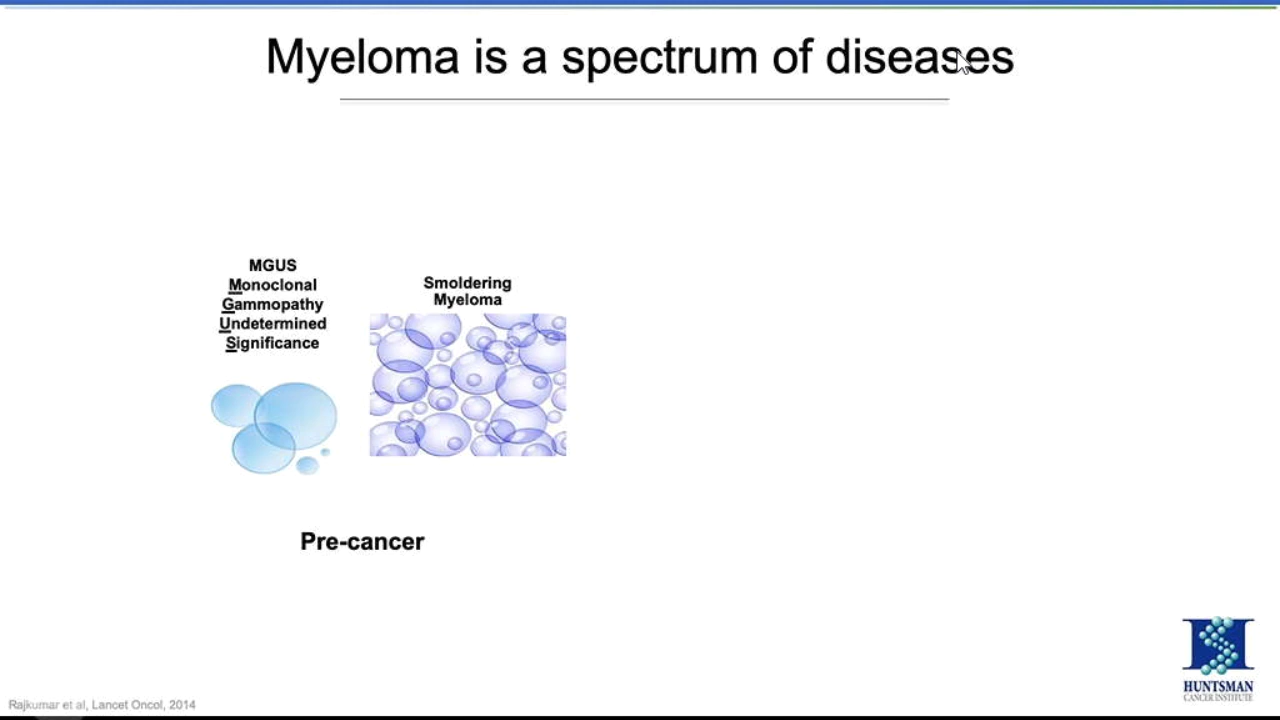 Myeloma is a spectrum of diseases
MGUS
Monoclonal
Gammopathy
Undetermined
Significance
Smoldering
Myeloma
Pre-cancer
HUNTSMAN
CANCER INSTITUTE
Rajkumar et al, Lancet Oncol, 2014